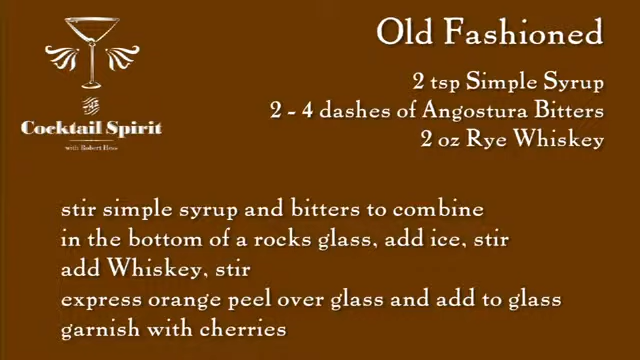 Old Fashioned
2 tsp Simple Syrup
2 - 4 dashes of Angostura Bitters
2 oz Rye Whiskey
Cocktail Spirit
with Robert Hess
stir simple syrup and bitters to combine
in the bottom of a rocks glass, add ice, stir
add Whiskey, stir
express orange peel over glass and add to glass
garnish with cherries